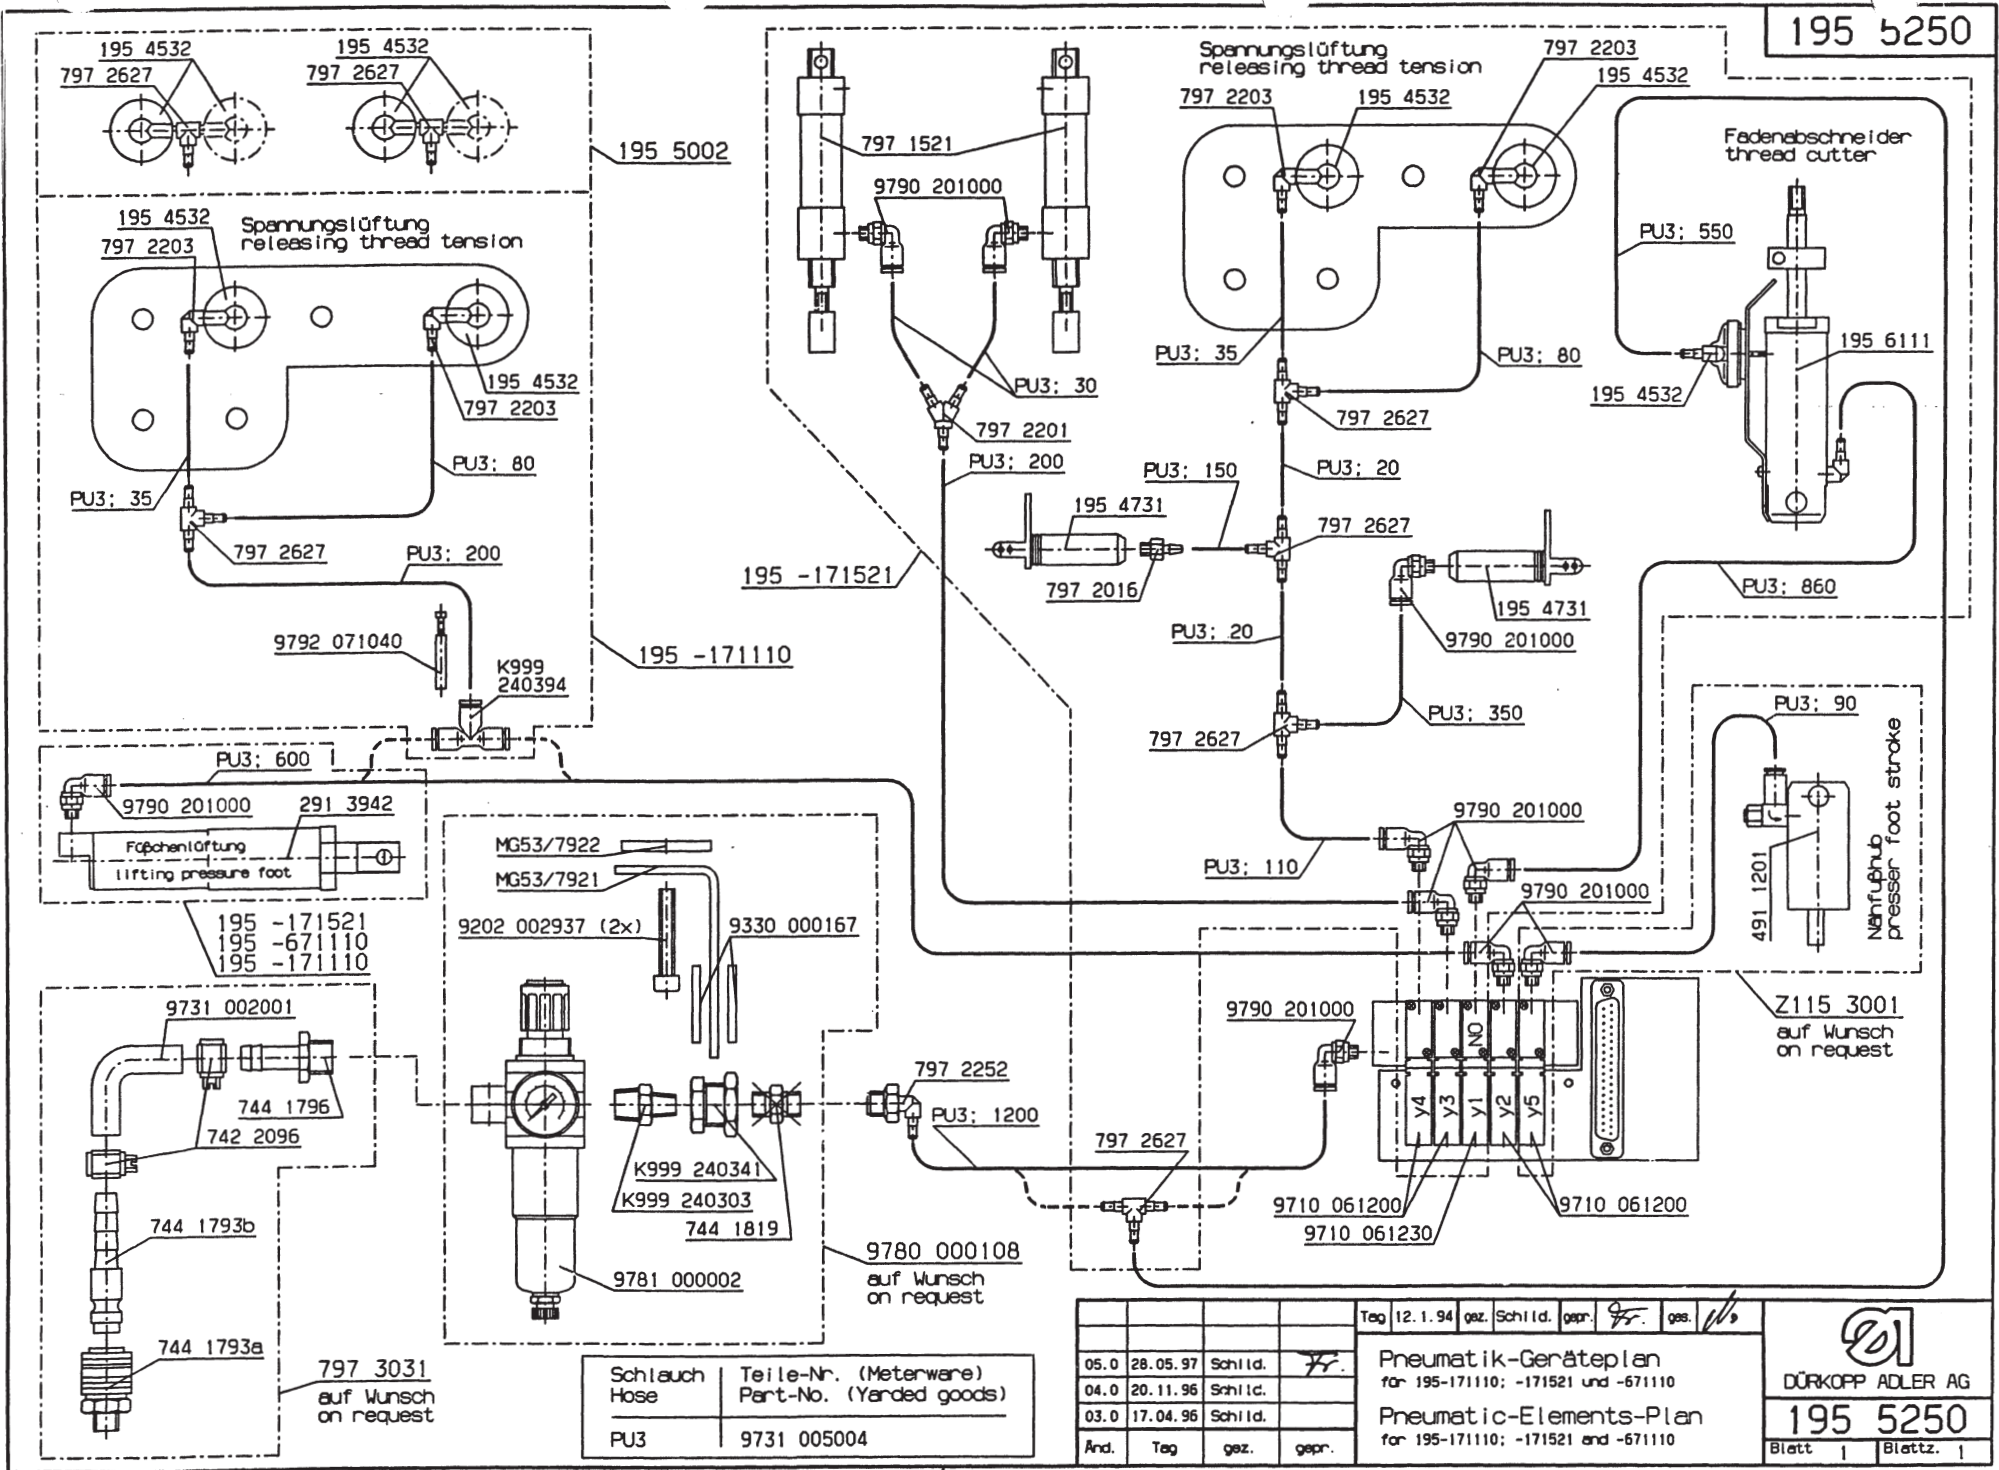 195 5250
195 4532
797 2627
195 4532
797 2627
195 5002
195 4532
797 2203
Spannungslüftung
releasing thread tension
195 4532
797 2203
PU3; 80
PU3; 35
797 2627
PU3; 200
9792 071040
K999
240394
195 -171110
797 1521
9790 201000
PU3; 30
797 2201
PU3; 200
195 -171521
Spannungslüftung
releasing thread tension
797 2203
195 4532
797 2203
195 4532
PU3; 35
PU3; 80
797 2627
PU3; 150
PU3; 20
195 4731
797 2627
797 2016
195 4731
PU3; 20
9790 201000
PU3; 350
797 2627
Fadenabschneider
thread cutter
PU3; 550
195 6111
195 4532
PU3; 860
PU3; 90
Nähfußhub
presser foot stroke
491 1201
PU3; 600
9790 201000
291 3942
Füßchenlüftung
lifting pressure foot
195 -171521
195 -671110
195 -171110
MG53/7922
MG53/7921
9202 002937 (2x)
9330 000167
9790 201000
PU3; 110
9790 201000
Z115 3001
auf Wunsch
on request
9731 002001
744 1796
742 2096
744 1793b
744 1793a
797 3031
auf Wunsch
on request
K999 240341
K999 240303
744 1819
9781 000002
9780 000108
auf Wunsch
on request
797 2252
PU3; 1200
797 2627
9790 201000
NO
y4 y3 y1 y2 y5
9710 061200
9710 061230
9710 061200
Schlauch Teile-Nr. (Meterware)
Hose Part-No. (Yarded goods)
PU3 9731 005004
05.0 28.05.97 Schild.
04.0 20.11.96 Schild.
03.0 17.04.96 Schild.
Änd. Tag gez. gepr.
Tag 12.1.94 gez. Schild. gepr. ges.
Pneumatik-Geräteplan
für 195-171110; -171521 und -671110
Pneumatic-Elements-Plan
for 195-171110; -171521 and -671110
DÜRKOPP ADLER AG
195 5250
Blatt 1 Blattz. 1